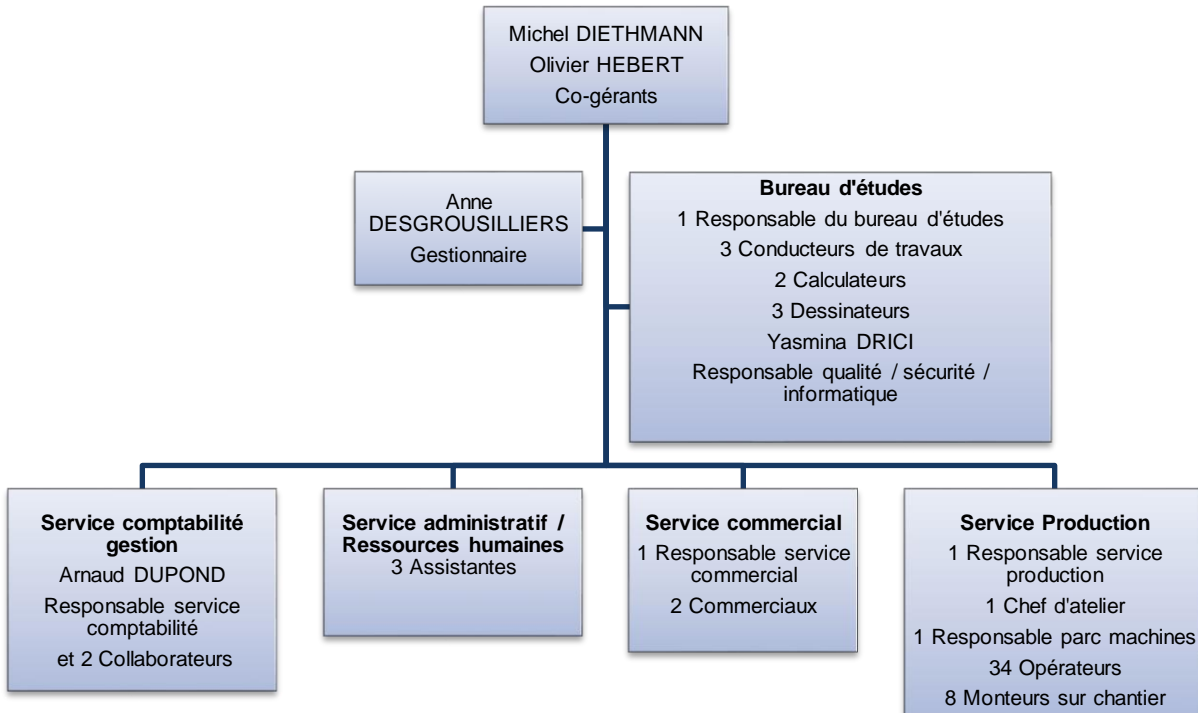 Michel DIETHMANN
Olivier HEBERT
Co-gérants
Anne
DESGROUSILLIERS
Gestionnaire
Bureau d'études
1 Responsable du bureau d'études
3 Conducteurs de travaux
2 Calculateurs
3 Dessinateurs
Yasmina DRICI
Responsable qualité / sécurité /
informatique
Service comptabilité
gestion
Arnaud DUPOND
Responsable service
comptabilité
et 2 Collaborateurs
Service administratif /
Ressources humaines
3 Assistantes
Service commercial
1 Responsable service
commercial
2 Commerciaux
Service Production
1 Responsable service
production
1 Chef d'atelier
1 Responsable parc machines
34 Opérateurs
8 Monteurs sur chantier